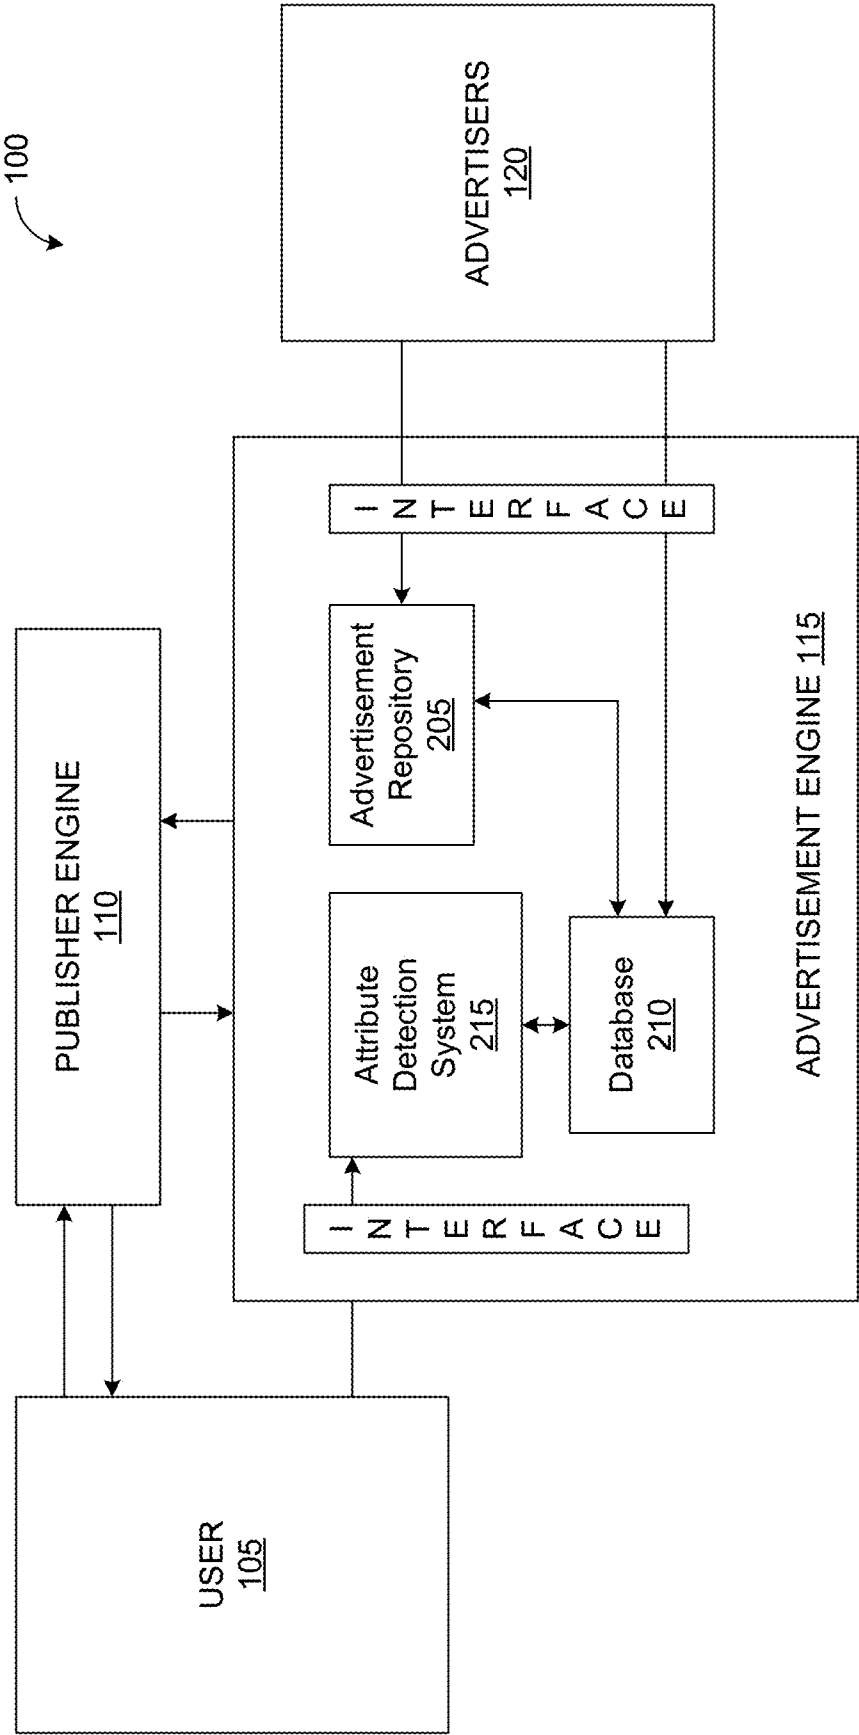 100
PUBLISHER ENGINE
110
USER
105
INTERFACE
Attribute
Detection
System
215
Advertisement
Repository
205
INTERFACE
Database
210
ADVERTISEMENT ENGINE 115
ADVERTISERS
120